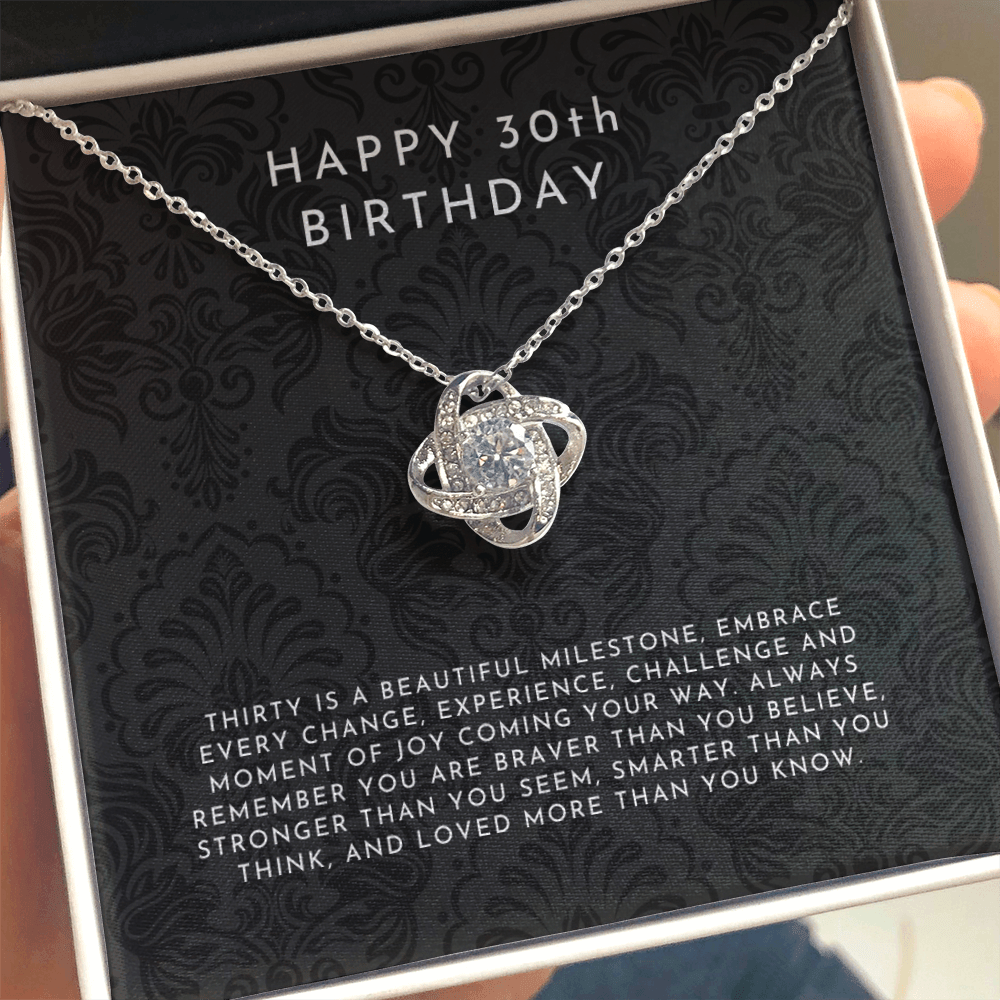 HAPPY 30th
BIRTHDAY
THIRTY IS A BEAUTIFUL MILESTONE, EMBRACE
EVERY CHANGE, EXPERIENCE, CHALLENGE AND
MOMENT OF JOY COMING YOUR WAY. ALWAYS
REMEMBER YOU ARE BRAVER THAN YOU BELIEVE,
STRONGER THAN YOU SEEM, SMARTER THAN YOU
THINK, AND LOVED MORE THAN YOU KNOW.